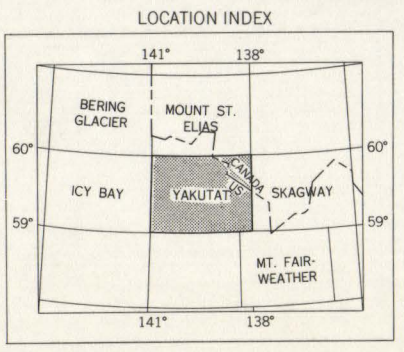 LOCATION INDEX
141° 138°
BERING
GLACIER
MOUNT ST.
ELIAS
60° 60°
CANADA
US
ICY BAY
YAKUTAT
SKAGWAY
59° 59°
MT. FAIR-
WEATHER
141° 138°